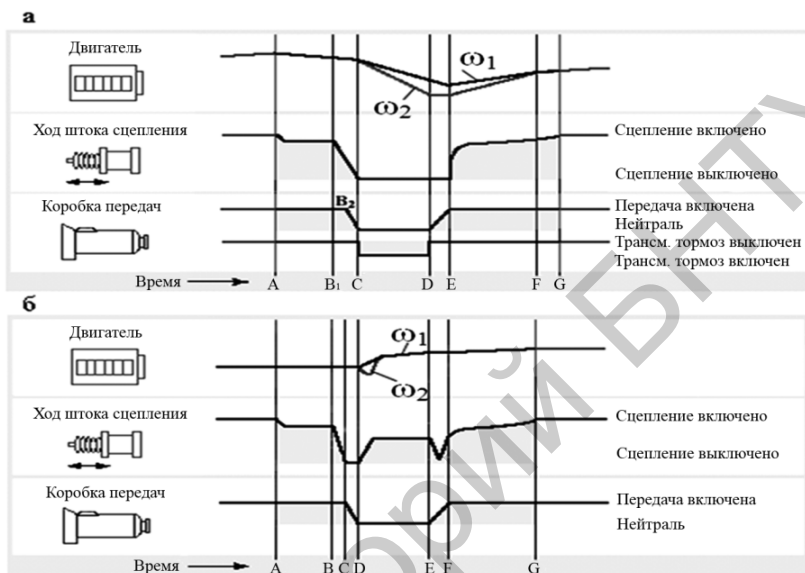 а
Двигатель
ω₁
ω₂
Ход штока сцепления
Сцепление включено
Сцепление выключено
Коробка передач
B₂
Передача включена
Нейтраль
Трансм. тормоз выключен
Трансм. тормоз включен
Время
A B₁ C D E F G
б
Двигатель
ω₁
ω₂
Ход штока сцепления
Сцепление включено
Сцепление выключено
Коробка передач
Передача включена
Нейтраль
Время
A B C D E F G